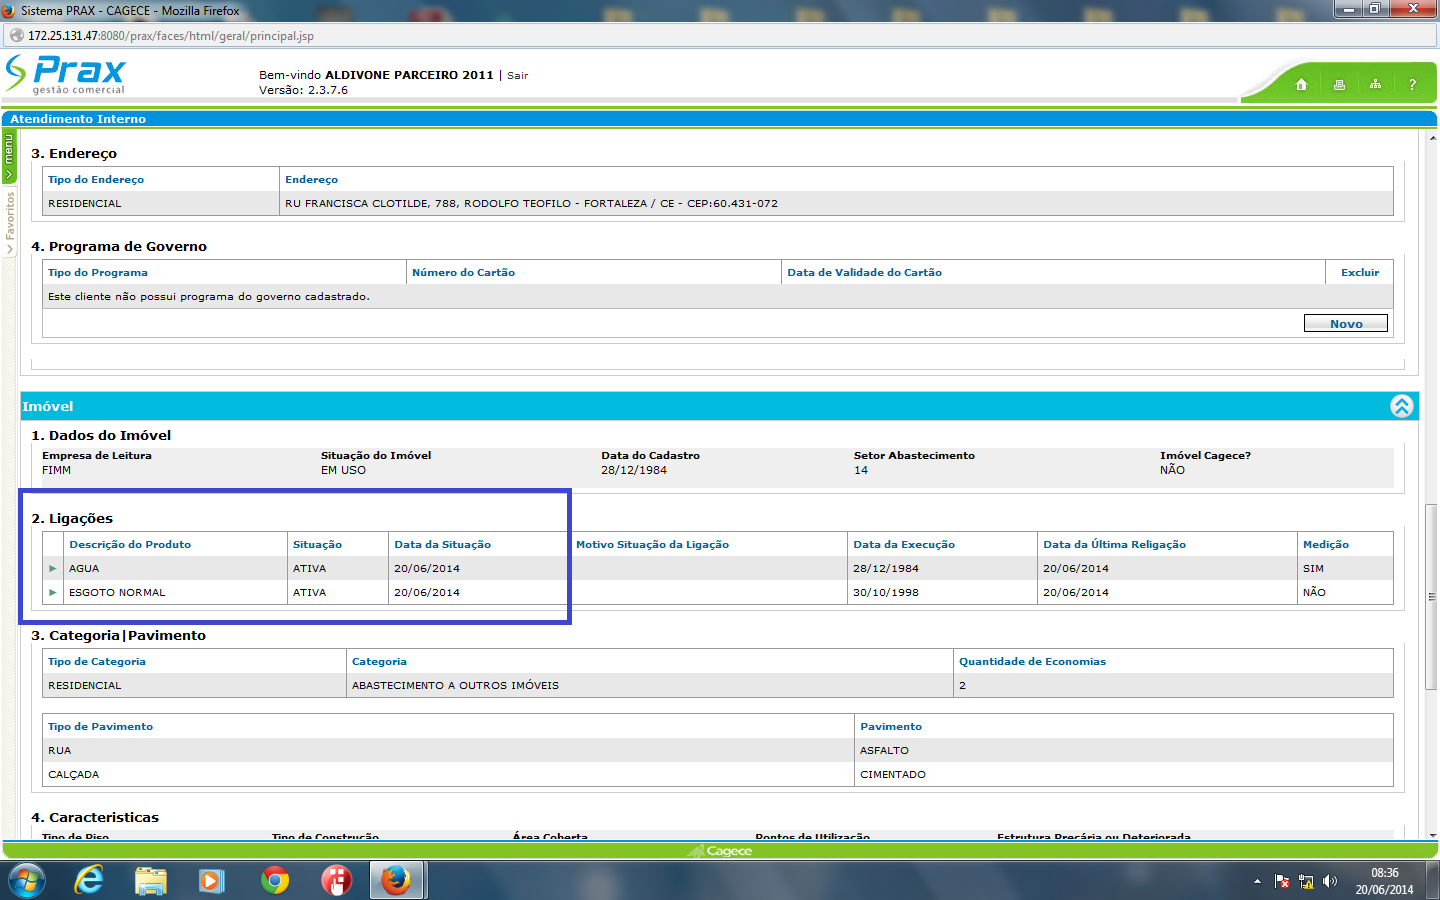 Sistema PRAX - CAGECE - Mozilla Firefox
172.25.131.47:8080/prax/faces/html/geral/principal.jsp
Prax
gestão comercial
Bem-vindo ALDIVONE PARCEIRO 2011 | Sair
Versão: 2.3.7.6
?
Atendimento Interno
menu
Favoritos
3. Endereço
Tipo do Endereço Endereço
RESIDENCIAL RU FRANCISCA CLOTILDE, 788, RODOLFO TEOFILO - FORTALEZA / CE - CEP:60.431-072
4. Programa de Governo
Tipo do Programa Número do Cartão Data de Validade do Cartão Excluir
Este cliente não possui programa do governo cadastrado.
Novo
Imóvel
1. Dados do Imóvel
Empresa de Leitura Situação do Imóvel Data do Cadastro Setor Abastecimento Imóvel Cagece?
FIMM EM USO 28/12/1984 14 NÃO
2. Ligações
Descrição do Produto Situação Data da Situação Motivo Situação da Ligação Data da Execução Data da Última Religação Medição
AGUA ATIVA 20/06/2014 28/12/1984 20/06/2014 SIM
ESGOTO NORMAL ATIVA 20/06/2014 30/10/1998 20/06/2014 NÃO
3. Categoria|Pavimento
Tipo de Categoria Categoria Quantidade de Economias
RESIDENCIAL ABASTECIMENTO A OUTROS IMÓVEIS 2
Tipo de Pavimento Pavimento
RUA ASFALTO
CALÇADA CIMENTADO
4. Caracteristicas
Tipo de Piso Tipo de Construção Área Coberta Pontos de Utilização Estrutura Precária ou Deteriorada
Cagece
08:36
20/06/2014